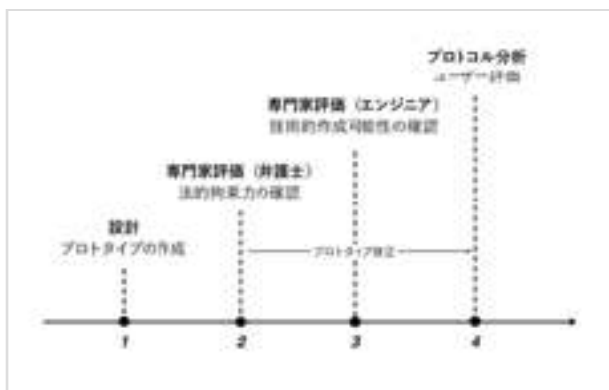 プロトコル分析
ユーザー評価
専門家評価（エンジニア）
技術的作成可能性の確認
専門家評価（弁護士）
法的拘束力の確認
設計
プロトタイプの作成
プロトタイプ修正
1
2
3
4